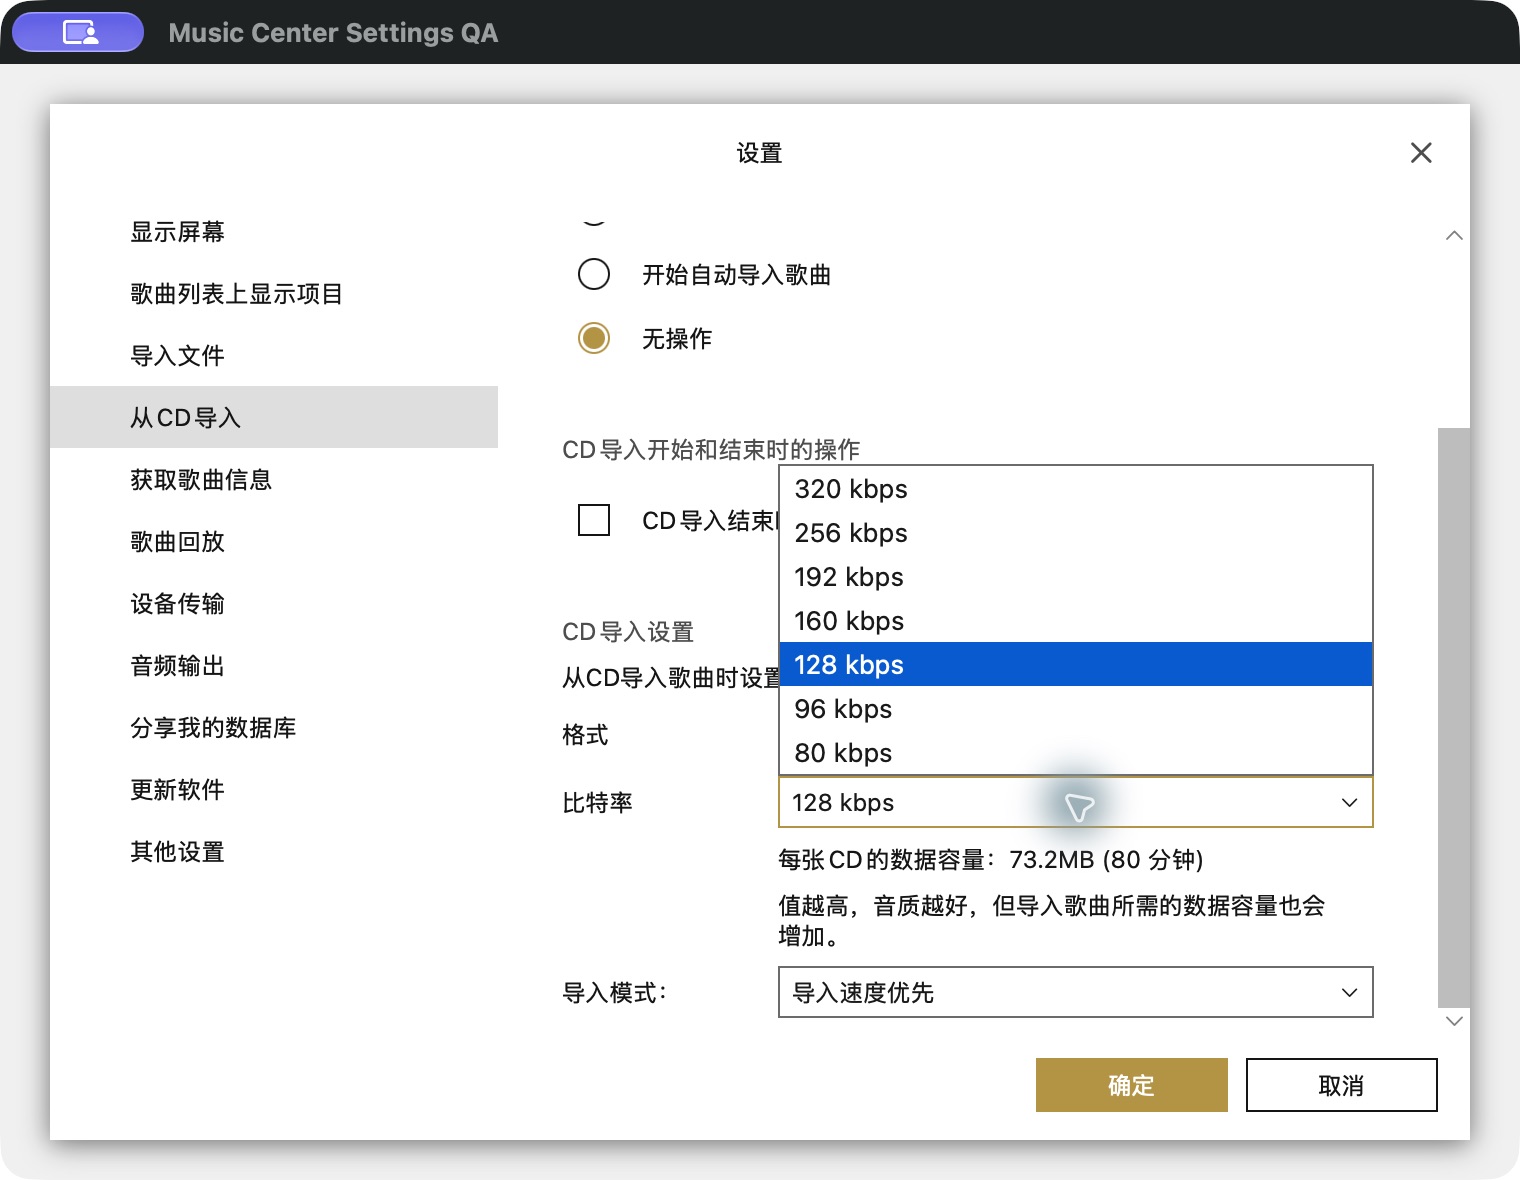 Music Center Settings QA
设置
显示屏幕
歌曲列表上显示项目
导入文件
从CD导入
获取歌曲信息
歌曲回放
设备传输
音频输出
分享我的数据库
更新软件
其他设置
开始自动导入歌曲
无操作
CD导入开始和结束时的操作
CD导入结束
CD导入设置
从CD导入歌曲时设置
格式
320 kbps
256 kbps
192 kbps
160 kbps
128 kbps
96 kbps
80 kbps
比特率
128 kbps
每张CD的数据容量：73.2MB (80 分钟)
值越高，音质越好，但导入歌曲所需的数据容量也会
增加。
导入模式：
导入速度优先
确定
取消